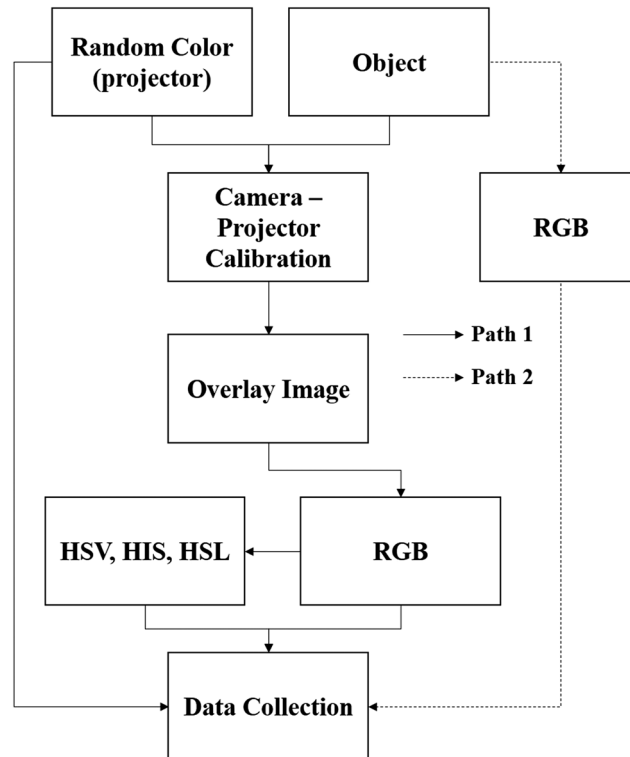 Random Color
(projector)
Object
Camera –
Projector
Calibration
RGB
Path 1
Path 2
Overlay Image
HSV, HIS, HSL
RGB
Data Collection